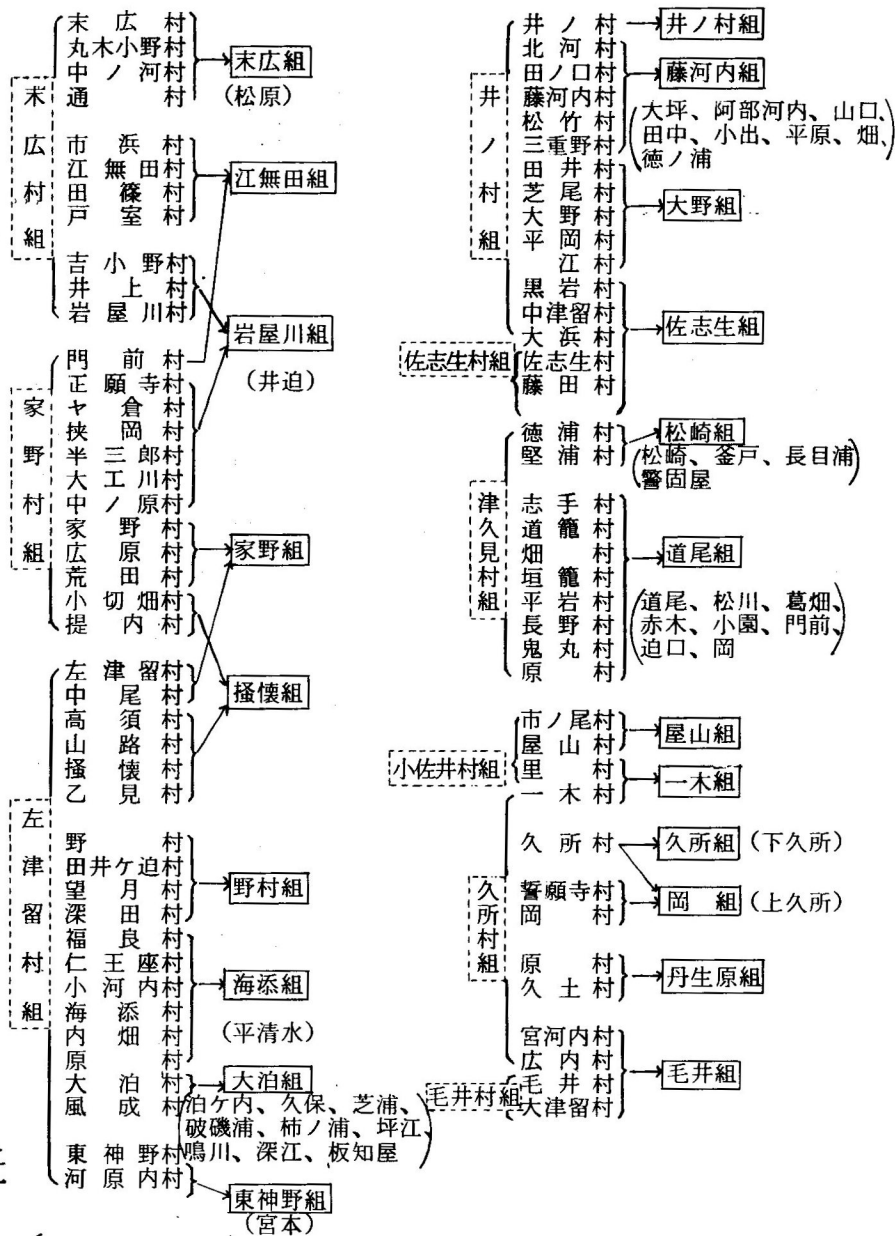 末広村組
末広村
丸木小野村
中ノ河村
通村
末広組
(松原)
市浜村
江無田村
田篠村
戸室村
江無田組
吉小野村
井上村
岩屋川村
岩屋川組
(井迫)
家野村組
門前村
正願寺村
ヤ倉村
挟岡村
半三郎村
大工川村
中ノ原村
家野村
広原村
荒田村
家野組
小切畑村
提内村
掻懐組
左津留村組
左津留村
中尾村
高須村
山路村
掻懐村
乙見村
野村
田井ケ迫村
望月村
深田村
野村組
福良村
仁王座村
小河内村
海添村
内畑村
原村
海添組
(平清水)
大泊村
風成村
大泊組
(泊ケ内、久保、芝浦、
破磯浦、柿ノ浦、坪江、
鳴川、深江、板知屋)
東神野村
河原内村
東神野組
(宮本)
井ノ村組
井ノ村
井ノ村組
北河村
田ノ口村
藤河内村
松竹村
三重野村
藤河内組
(大坪、阿部河内、山口、
田中、小出、平原、畑、
徳ノ浦)
田井村
芝尾村
大野村
平岡村
江村
大野組
黒岩村
中津留村
大浜村
佐志生村組
佐志生村
藤田村
佐志生組
津久見村組
徳浦村
堅浦村
松崎組
(松崎、釜戸、長目浦
警固屋)
志手村
道籠村
畑村
垣籠村
平岩村
長野村
鬼丸村
原村
道尾組
(道尾、松川、葛畑、
赤木、小園、門前、
迫口、岡)
小佐井村組
市ノ尾村
屋山村
屋山組
里村
一木村
一木組
久所村組
久所村
久所組(下久所)
誓願寺村
岡村
岡組(上久所)
原村
久土村
丹生原組
宮河内村
広内村
毛井村組
毛井村
大津留村
毛井組